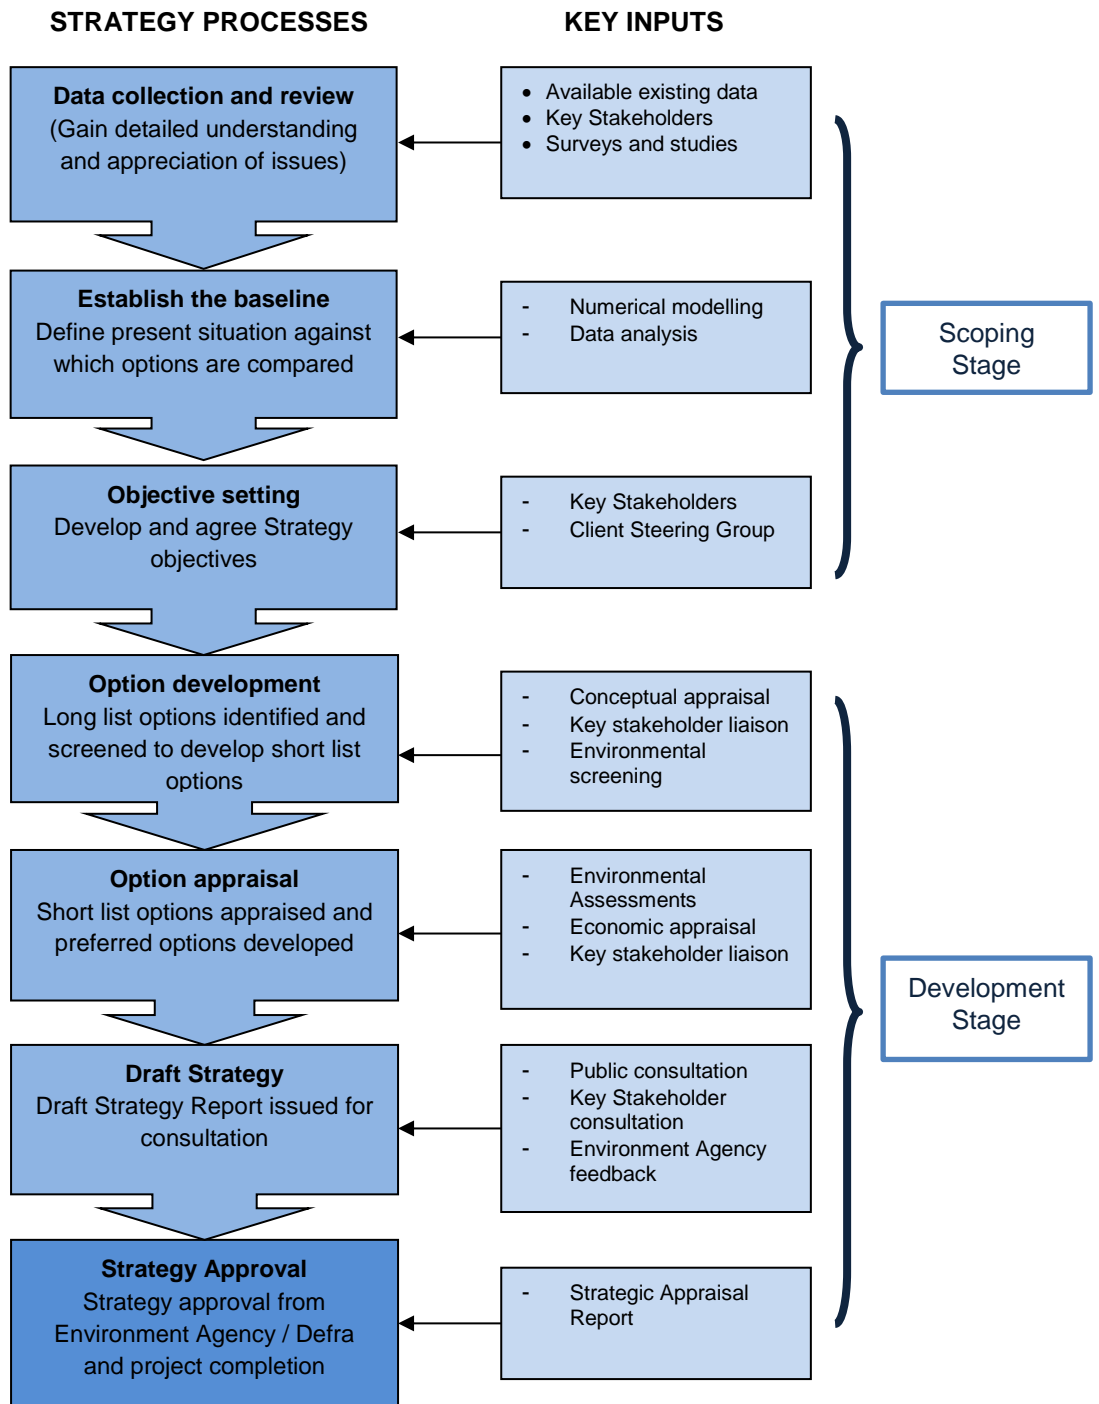 STRATEGY PROCESSES
KEY INPUTS
Data collection and review
(Gain detailed understanding
and appreciation of issues)
• Available existing data
• Key Stakeholders
• Surveys and studies
Establish the baseline
Define present situation against
which options are compared
- Numerical modelling
- Data analysis
Scoping
Stage
Objective setting
Develop and agree Strategy
objectives
- Key Stakeholders
- Client Steering Group
Option development
Long list options identified and
screened to develop short list
options
- Conceptual appraisal
- Key stakeholder liaison
- Environmental
screening
Option appraisal
Short list options appraised and
preferred options developed
- Environmental
Assessments
- Economic appraisal
- Key stakeholder liaison
Development
Stage
Draft Strategy
Draft Strategy Report issued for
consultation
- Public consultation
- Key Stakeholder
consultation
- Environment Agency
feedback
Strategy Approval
Strategy approval from
Environment Agency / Defra
and project completion
- Strategic Appraisal
Report